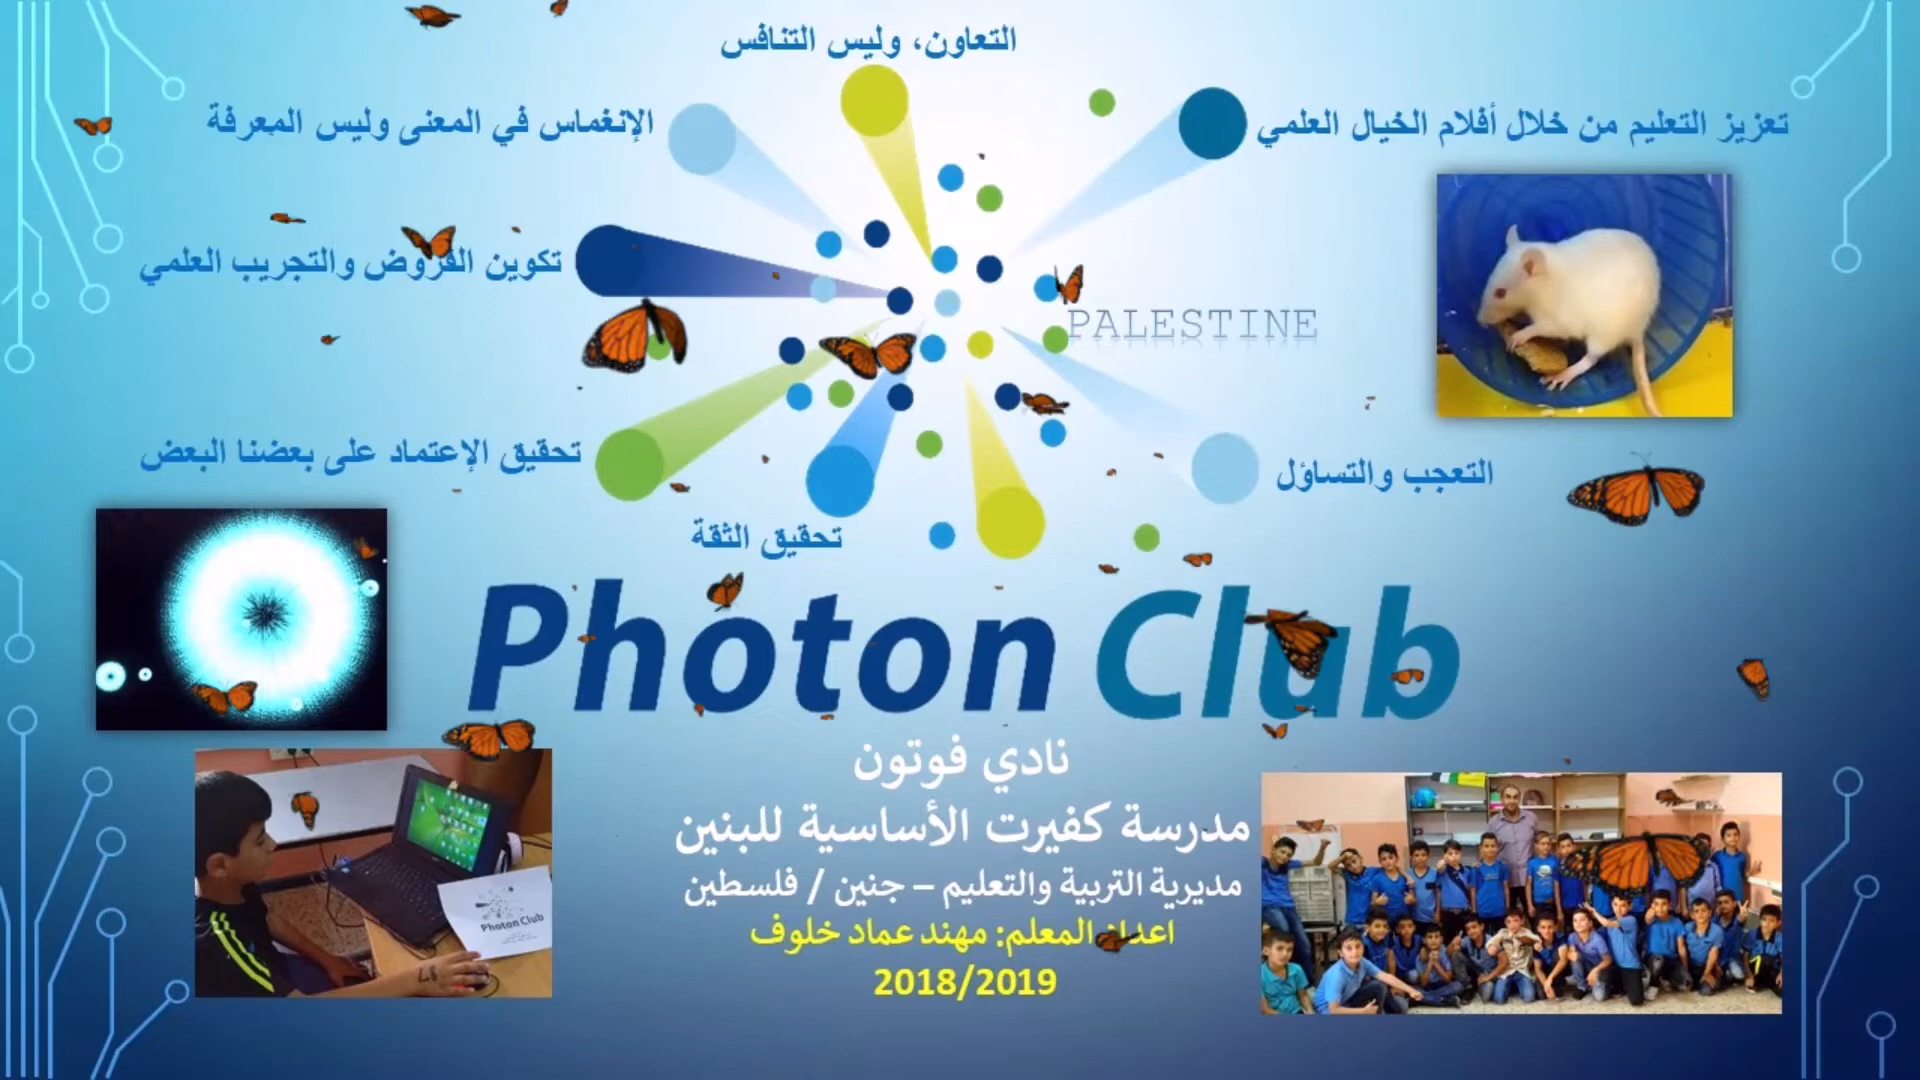 التعاون، وليس التنافس
تعزيز التعليم من خلال أفلام الخيال العلمي
الإنغماس في المعنى وليس المعرفة
تكوين الفروض والتجريب العلمي
PALESTINE
تحقيق الإعتماد على بعضنا البعض
التعجب والتساؤل
تحقيق الثقة
Photon Club
نادي فوتون
مدرسة كفيرت الأساسية للبنين
مديرية التربية والتعليم – جنين / فلسطين
اعداد المعلم: مهند عماد خلوف
2018/2019
Photon Club